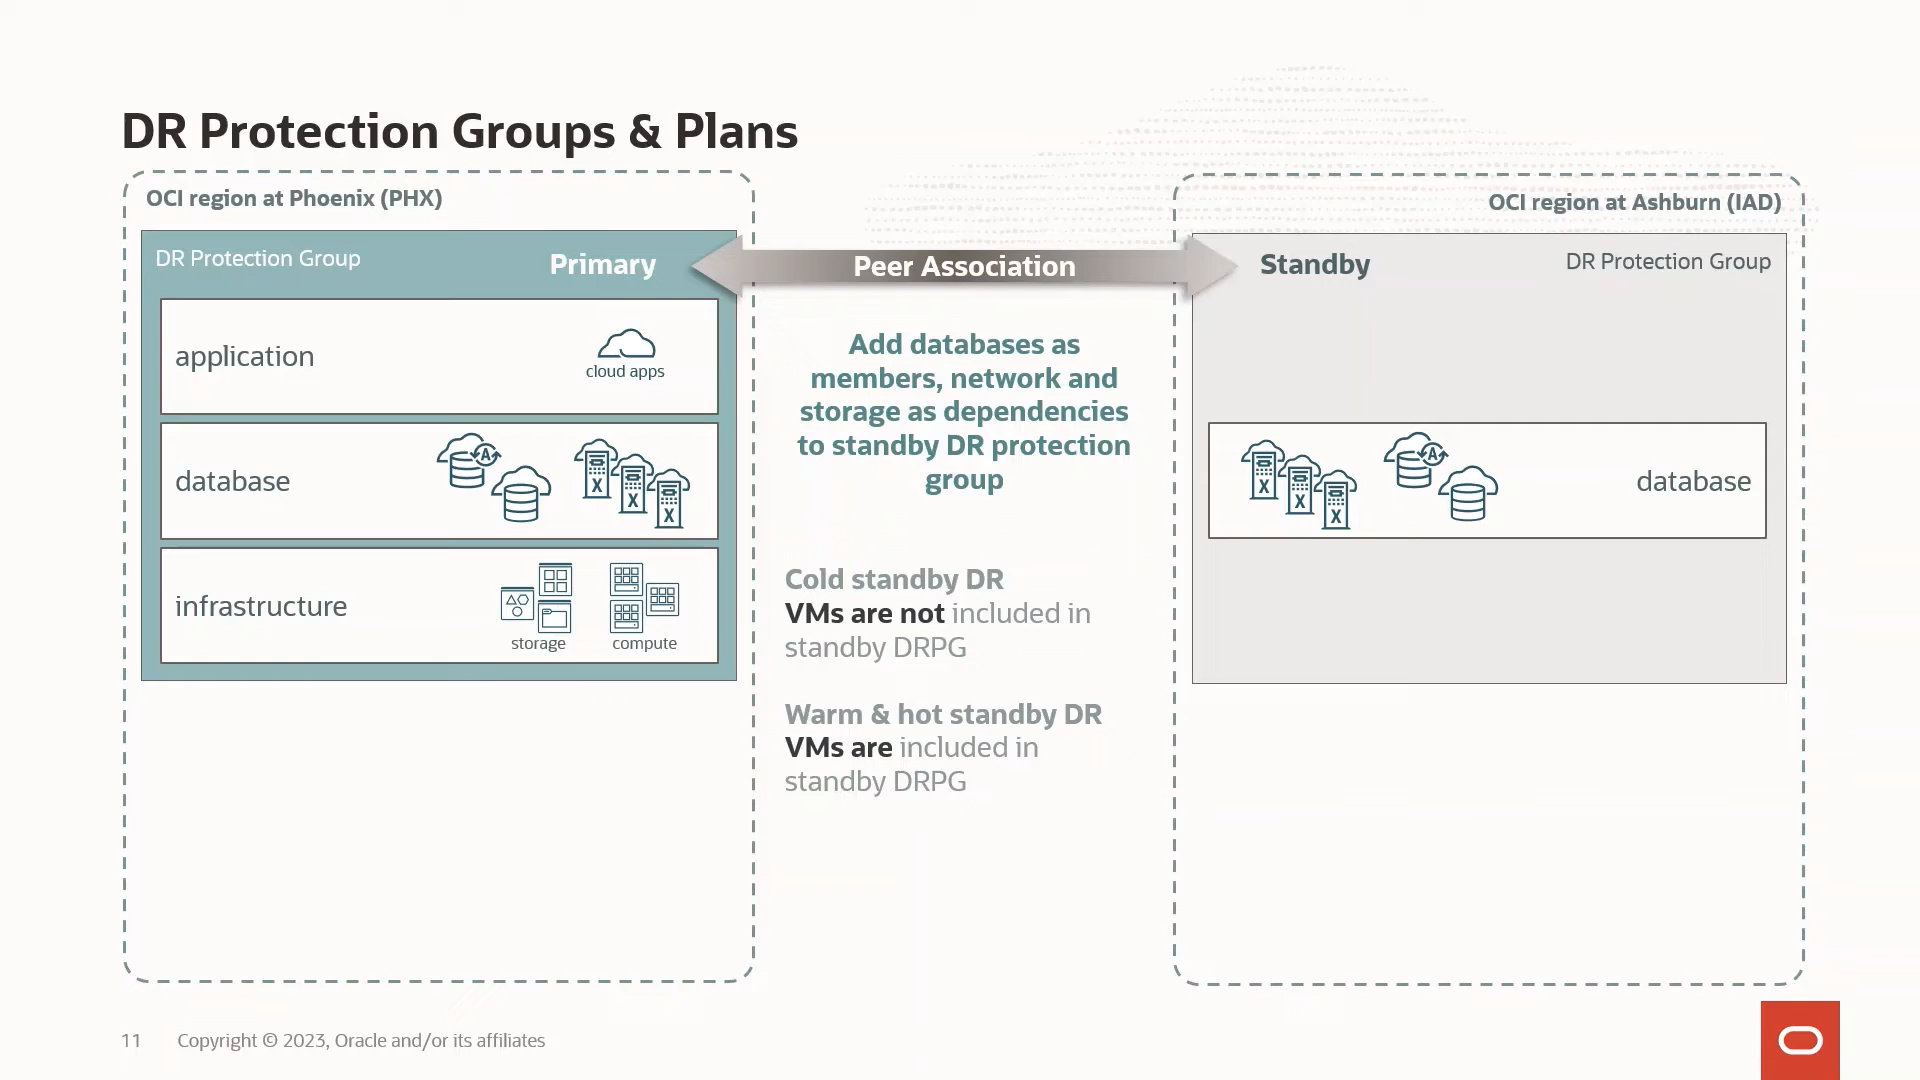 DR Protection Groups & Plans
OCI region at Phoenix (PHX)
DR Protection Group
Primary
application
cloud apps
database
A
X
X
X
infrastructure
storage
compute
Peer Association
Add databases as
members, network and
storage as dependencies
to standby DR protection
group
Cold standby DR
VMs are not included in
standby DRPG
Warm & hot standby DR
VMs are included in
standby DRPG
OCI region at Ashburn (IAD)
Standby
DR Protection Group
X
X
X
A
database
11
Copyright © 2023, Oracle and/or its affiliates